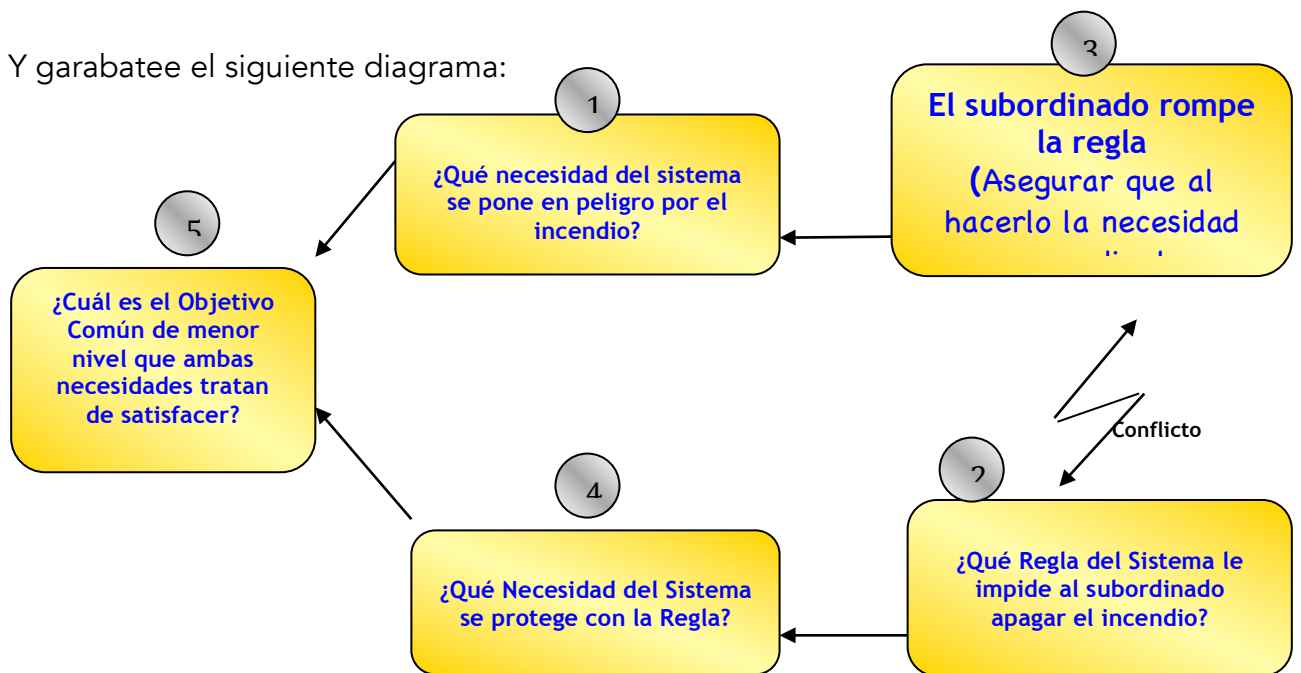 Y garabatee el siguiente diagrama:
3
El subordinado rompe
la regla
(Asegurar que al
hacerlo la necesidad
1
¿Qué necesidad del sistema
se pone en peligro por el
incendio?
5
¿Cuál es el Objetivo
Común de menor
nivel que ambas
necesidades tratan
de satisfacer?
Conflicto
2
¿Qué Regla del Sistema le
impide al subordinado
apagar el incendio?
4
¿Qué Necesidad del Sistema
se protege con la Regla?